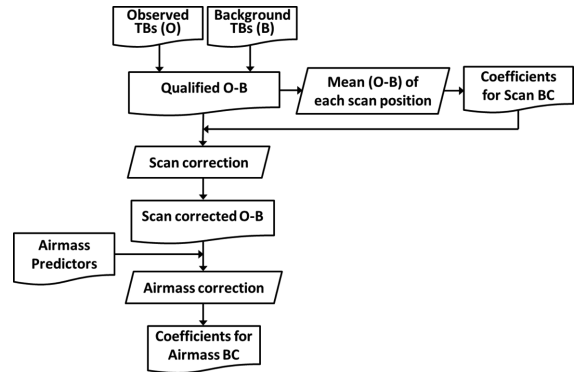 Observed
TBs (O)
Background
TBs (B)
Qualified O-B
Mean (O-B) of
each scan position
Coefficients
for Scan BC
Scan correction
Scan corrected O-B
Airmass
Predictors
Airmass correction
Coefficients for
Airmass BC